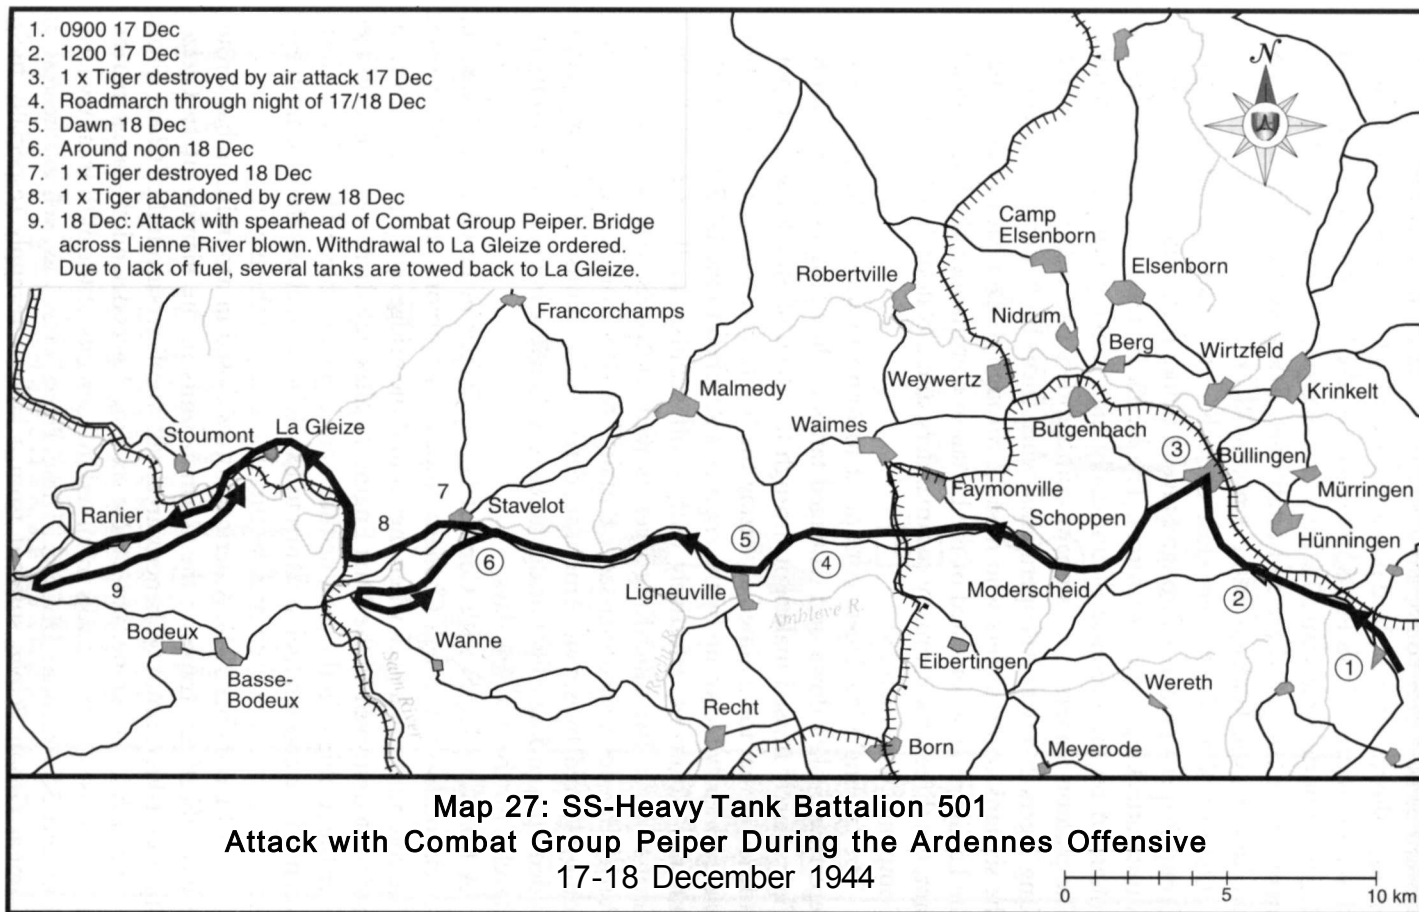 1. 0900 17 Dec
2. 1200 17 Dec
3. 1 x Tiger destroyed by air attack 17 Dec
4. Roadmarch through night of 17/18 Dec
5. Dawn 18 Dec
6. Around noon 18 Dec
7. 1 x Tiger destroyed 18 Dec
8. 1 x Tiger abandoned by crew 18 Dec
9. 18 Dec: Attack with spearhead of Combat Group Peiper. Bridge
across Lienne River blown. Withdrawal to La Gleize ordered.
Due to lack of fuel, several tanks are towed back to La Gleize.
N
Camp
Elsenborn
Elsenborn
Robertville
Francorchamps
Nidrum
Berg
Wirtzfeld
Weywertz
Krinkelt
Malmedy
Butgenbach
Waimes
La Gleize
Stoumont
3
Büllingen
Mürringen
Faymonville
7
Stavelot
Ranier
8
Schoppen
Hünningen
6
5
4
Moderscheid
Ligneuville
9
2
Ambleve R.
Bodeux
Wanne
Eibertingen
1
Basse-
Bodeux
Salm River
Wereth
Recht
Born
Meyerode
Map 27: SS-Heavy Tank Battalion 501
Attack with Combat Group Peiper During the Ardennes Offensive
17-18 December 1944
0 5 10 km